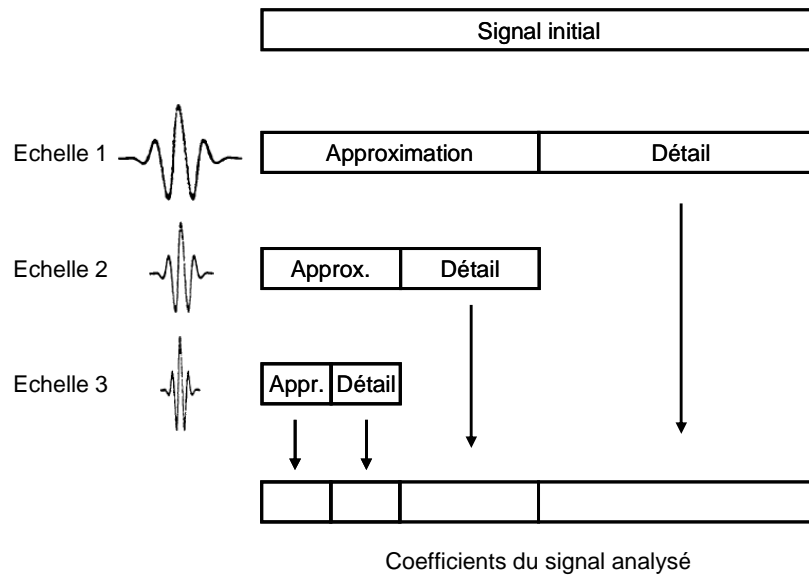 Signal initial
Echelle 1
Approximation
Détail
Echelle 2
Approx.
Détail
Echelle 3
Appr.
Détail
Coefficients du signal analysé